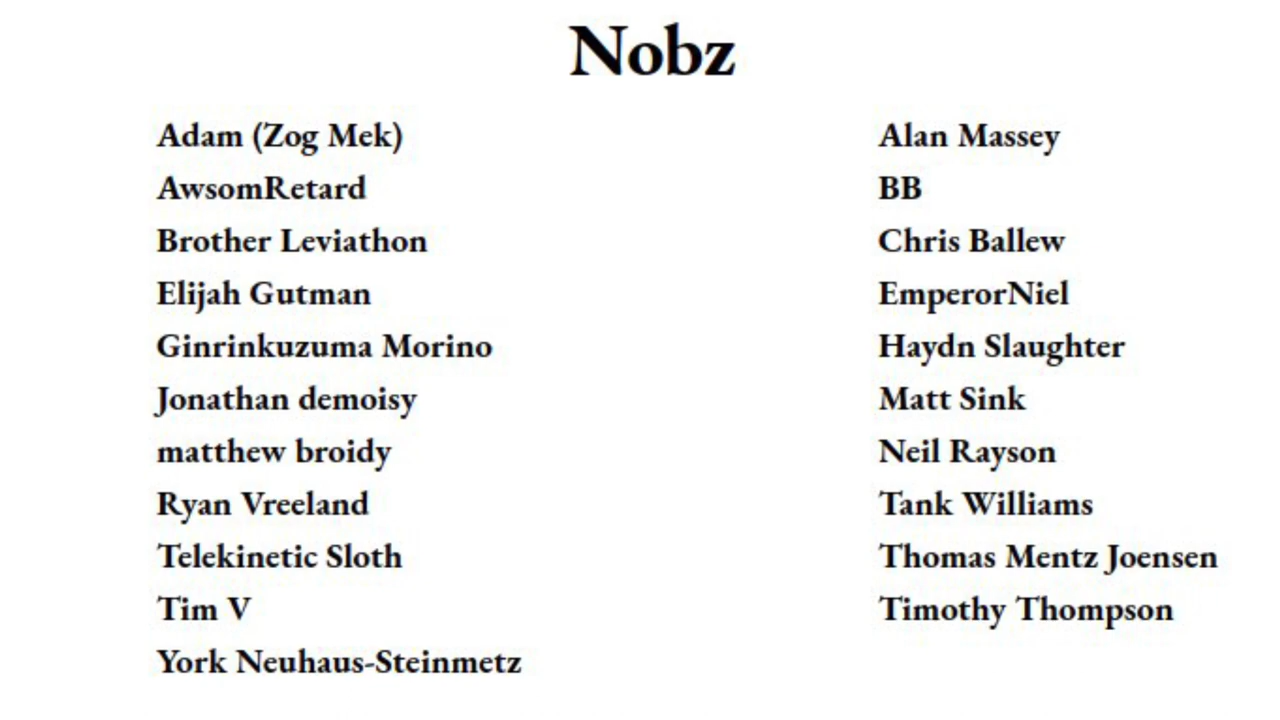 Nobz
Adam (Zog Mek)
AwsomRetard
Brother Leviathon
Elijah Gutman
Ginrinkuzuma Morino
Jonathan demoisy
matthew broidy
Ryan Vreeland
Telekinetic Sloth
Tim V
York Neuhaus-Steinmetz
Alan Massey
BB
Chris Ballew
EmperorNiel
Haydn Slaughter
Matt Sink
Neil Rayson
Tank Williams
Thomas Mentz Joensen
Timothy Thompson